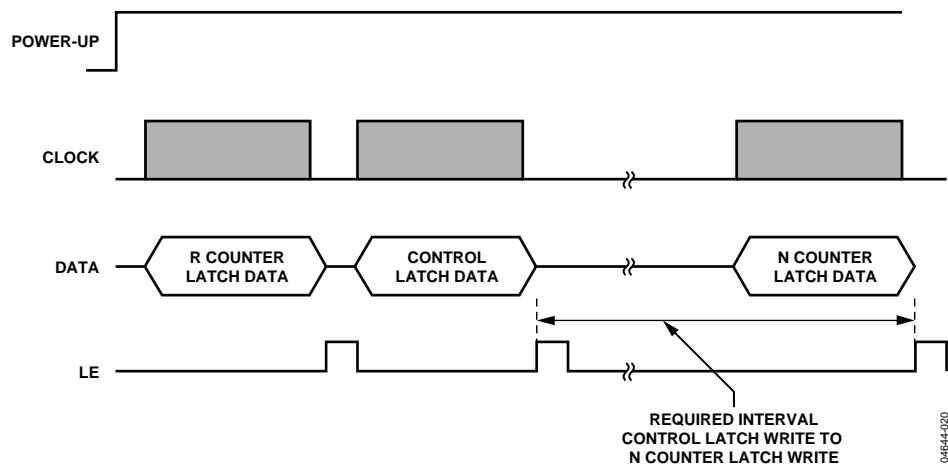 POWER-UP
CLOCK
DATA
R COUNTER
LATCH DATA
CONTROL
LATCH DATA
N COUNTER
LATCH DATA
LE
REQUIRED INTERVAL
CONTROL LATCH WRITE TO
N COUNTER LATCH WRITE
04644-020